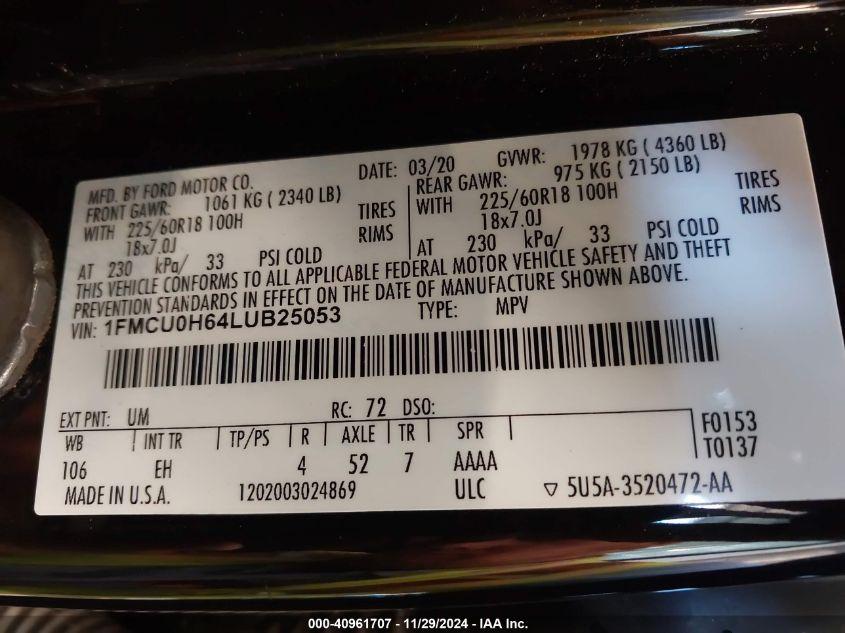 MFD. BY FORD MOTOR CO. DATE: 03/20 GVWR: 1978 KG ( 4360 LB)
FRONT GAWR: 1061 KG ( 2340 LB) REAR GAWR: 975 KG ( 2150 LB)
WITH 225/60R18 100H TIRES WITH 225/60R18 100H TIRES
18x7.0J RIMS 18x7.0J RIMS
AT 230 kPa/ 33 PSI COLD AT 230 kPa/ 33 PSI COLD
THIS VEHICLE CONFORMS TO ALL APPLICABLE FEDERAL MOTOR VEHICLE SAFETY AND THEFT
PREVENTION STANDARDS IN EFFECT ON THE DATE OF MANUFACTURE SHOWN ABOVE.
VIN: 1FMCU0H64LUB25053 TYPE: MPV
EXT PNT: UM RC: 72 DSO:
WB INT TR TP/PS R AXLE TR SPR F0153
106 EH 4 52 7 AAAA T0137
MADE IN U.S.A. 1202003024869 ULC 5U5A-3520472-AA
000-40961707 - 11/29/2024 - IAA Inc.